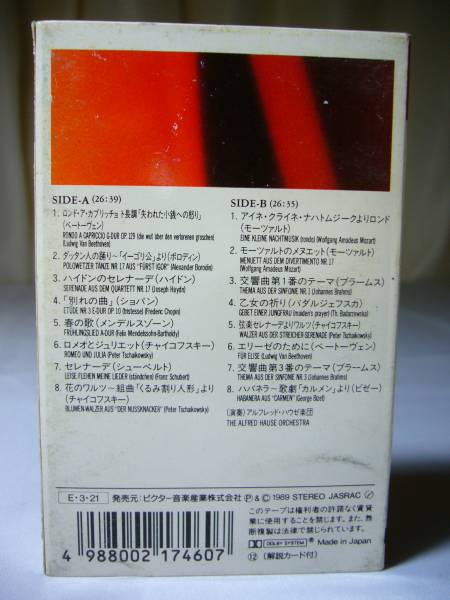 SIDE-A (26:39)
1. ロンド・ア・カプリッチョ ト長調「失われた小銭への怒り」
(ベートーヴェン)
RONDO A CAPRICCIO G-DUR OP 129 (die wut über den verlorenen groschen)
(Ludwig Van Beethoven)
2. ダッタン人の踊り〜「イーゴリ公」より(ボロディン)
POLOWETZER TÄNZE NR.17 AUS "FÜRST IGOR" (Alexander Borodin)
3. ハイドンのセレナーデ(ハイドン)
SERENADE AUS DEM QUARTETT NR.17 (Joseph Haydn)
4. 「別れの曲」(ショパン)
ETÜDE NR.3 E-DUR OP.10 (tristesse) (Frederic Chopin)
5. 春の歌(メンデルスゾーン)
FRÜHLINGSLIED A-DUR (Felix Mendelssohn-Bartholdy)
6. ロメオとジュリエット(チャイコフスキー)
ROMEO UND JULIA (Peter Tschaikowsky)
7. セレナーデ(シューベルト)
LEISE FLEHEN MEINE LIEDER (ständchen) (Franz Schubert)
8. 花のワルツ〜組曲「くるみ割り人形」より
(チャイコフスキー)
BLUMEN-WALZER AUS "DER NUSSKNACKER" (Peter Tschaikowsky)
SIDE-B (26:35)
1. アイネ・クライネ・ナハトムジークよりロンド
(モーツァルト)
EINE KLEINE NACHTMUSIK (rondo) (Wolfgang Amadeus Mozart)
2. モーツァルトのメヌエット(モーツァルト)
MENUETT AUS DEM DIVERTIMENTO NR.17
(Wolfgang Amadeus Mozart)
3. 交響曲第1番のテーマ(ブラームス)
THEMA AUS DER SINFONIE NR.1 (Johannes Brahms)
4. 乙女の祈り(バダルジェフスカ)
GEBET EINER JUNGFRAU (maiden's prayer) (Th. Badarzewska)
5. 弦楽セレナーデよりワルツ(チャイコフスキー)
WALZER AUS DER STREICHER-SERENADE (Peter Tschaikowsky)
6. エリーゼのために(ベートーヴェン)
FÜR ELISE (Ludwig Van Beethoven)
7. 交響曲第3番のテーマ(ブラームス)
THEMA AUS DER SINFONIE NR.3 (Johannes Brahms)
8. ハバネラ〜歌劇「カルメン」より(ビゼー)
HABANERA AUS "CARMEN" (George Bizet)
(演奏)アルフレッド・ハウゼ楽団
THE ALFRED HAUSE ORCHESTRA
E・3・21 発売元:ビクター音楽産業株式会社 Ⓟ&©1989 STEREO JASRAC
このテープは権利者の許諾なく賃貸
業に使用することを禁じます。また、無
断複製は法律で禁じられています。
DOLBY SYSTEM Made in Japan
⑫(解説カード付)
4 988002 174607